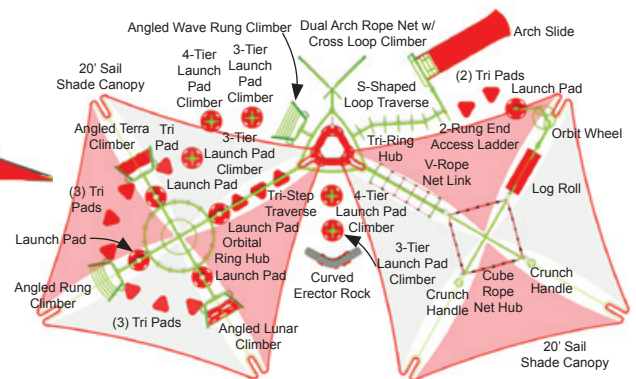 Angled Wave Rung Climber
Dual Arch Rope Net w/
Cross Loop Climber
Arch Slide
20' Sail
Shade Canopy
4-Tier
Launch
Pad
Climber
3-Tier
Launch
Pad
Climber
S-Shaped
Loop Traverse
(2) Tri Pads
Launch Pad
Angled Terra
Climber
Tri
Pad
3-Tier
Launch Pad
Climber
Tri-Ring
Hub
2-Rung End
Access Ladder
Orbit Wheel
V-Rope
Net Link
Log Roll
(3) Tri
Pads
Launch Pad
Tri-Step
Traverse
4-Tier
Launch Pad
Climber
Launch Pad
Launch Pad
Orbital
Ring Hub
3-Tier
Launch Pad
Climber
Launch Pad
Curved
Erector Rock
Angled Rung
Climber
(3) Tri Pads
Angled Lunar
Climber
Crunch
Handle
Cube
Rope
Net Hub
Crunch
Handle
20' Sail
Shade Canopy